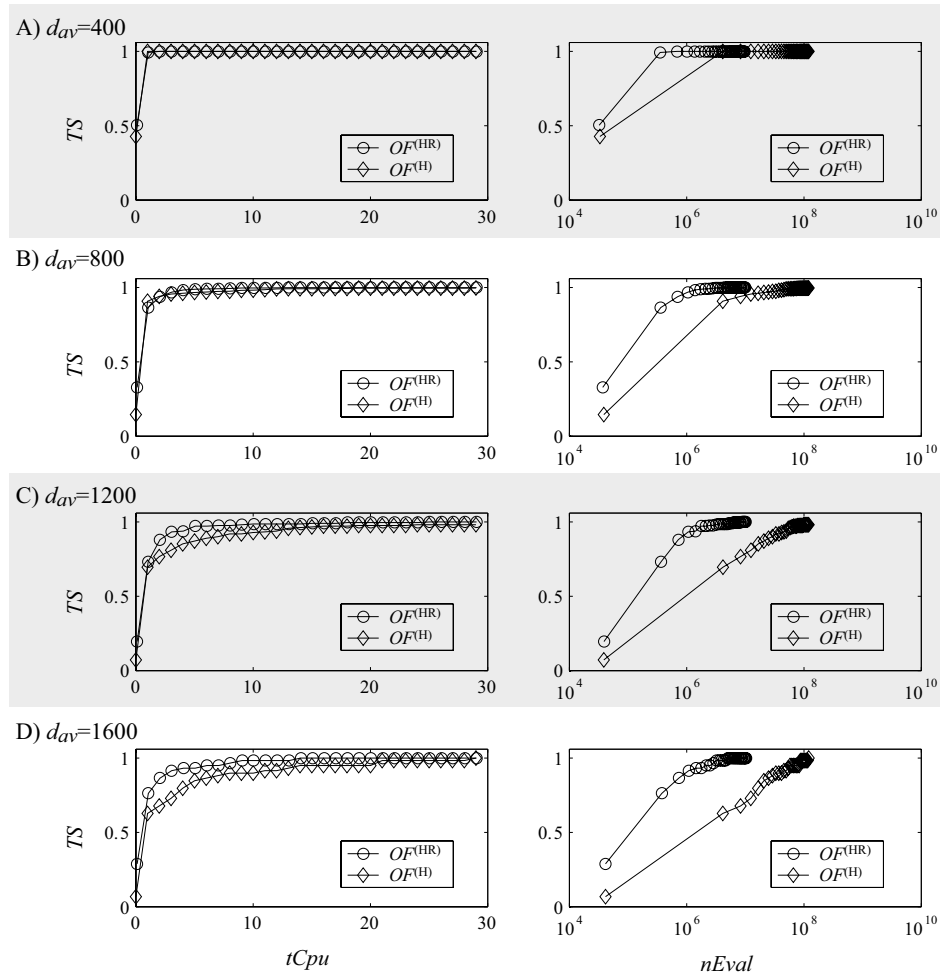 A) d_av=400
TS
1
0.5
0
0 10 20 30
OF^(HR)
OF^(H)
1
0.5
0
10^4 10^6 10^8 10^10
OF^(HR)
OF^(H)
B) d_av=800
TS
1
0.5
0
0 10 20 30
OF^(HR)
OF^(H)
1
0.5
0
10^4 10^6 10^8 10^10
OF^(HR)
OF^(H)
C) d_av=1200
TS
1
0.5
0
0 10 20 30
OF^(HR)
OF^(H)
1
0.5
0
10^4 10^6 10^8 10^10
OF^(HR)
OF^(H)
D) d_av=1600
TS
1
0.5
0
0 10 20 30
OF^(HR)
OF^(H)
1
0.5
0
10^4 10^6 10^8 10^10
OF^(HR)
OF^(H)
tCpu
nEval